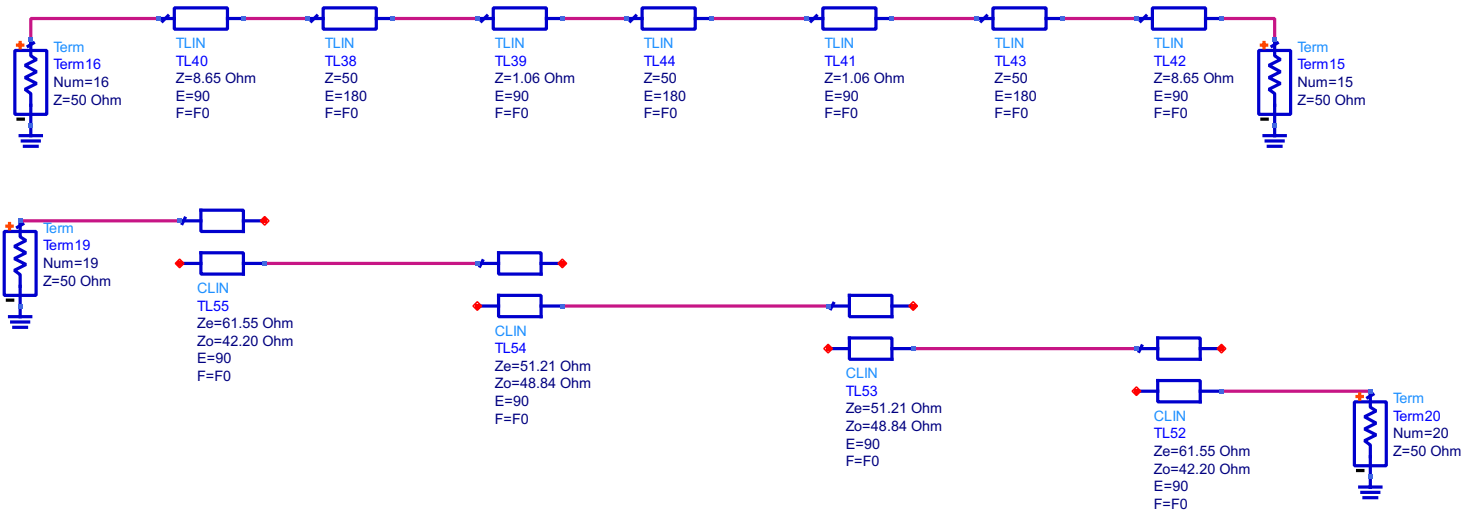 TLIN
TL40
Z=8.65 Ohm
E=90
F=F0
TLIN
TL38
Z=50
E=180
F=F0
TLIN
TL39
Z=1.06 Ohm
E=90
F=F0
TLIN
TL44
Z=50
E=180
F=F0
TLIN
TL41
Z=1.06 Ohm
E=90
F=F0
TLIN
TL43
Z=50
E=180
F=F0
TLIN
TL42
Z=8.65 Ohm
E=90
F=F0
Term
Term16
Num=16
Z=50 Ohm
Term
Term15
Num=15
Z=50 Ohm
Term
Term19
Num=19
Z=50 Ohm
CLIN
TL55
Ze=61.55 Ohm
Zo=42.20 Ohm
E=90
F=F0
CLIN
TL54
Ze=51.21 Ohm
Zo=48.84 Ohm
E=90
F=F0
CLIN
TL53
Ze=51.21 Ohm
Zo=48.84 Ohm
E=90
F=F0
CLIN
TL52
Ze=61.55 Ohm
Zo=42.20 Ohm
E=90
F=F0
Term
Term20
Num=20
Z=50 Ohm